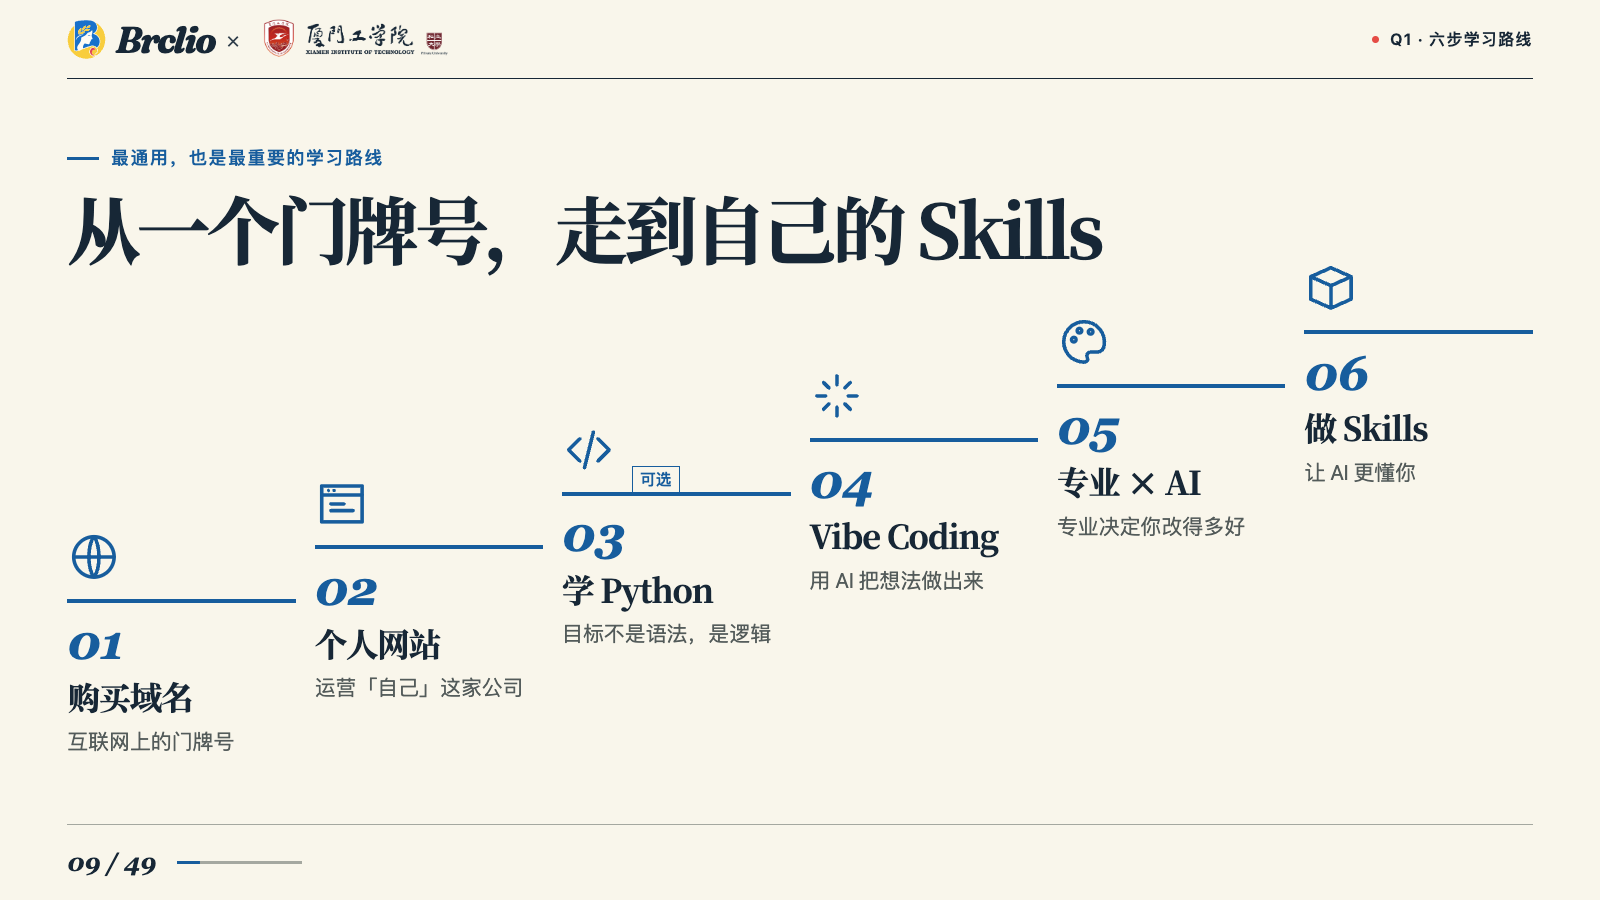 Brclio ×
厦门工学院
XIAMEN INSTITUTE OF TECHNOLOGY
Q1 · 六步学习路线
最通用，也是最重要的学习路线
从一个门牌号，走到自己的 Skills
01
购买域名
互联网上的门牌号
02
个人网站
运营「自己」这家公司
可选
03
学 Python
目标不是语法，是逻辑
04
Vibe Coding
用 AI 把想法做出来
05
专业 × AI
专业决定你改得多好
06
做 Skills
让 AI 更懂你
09 / 49